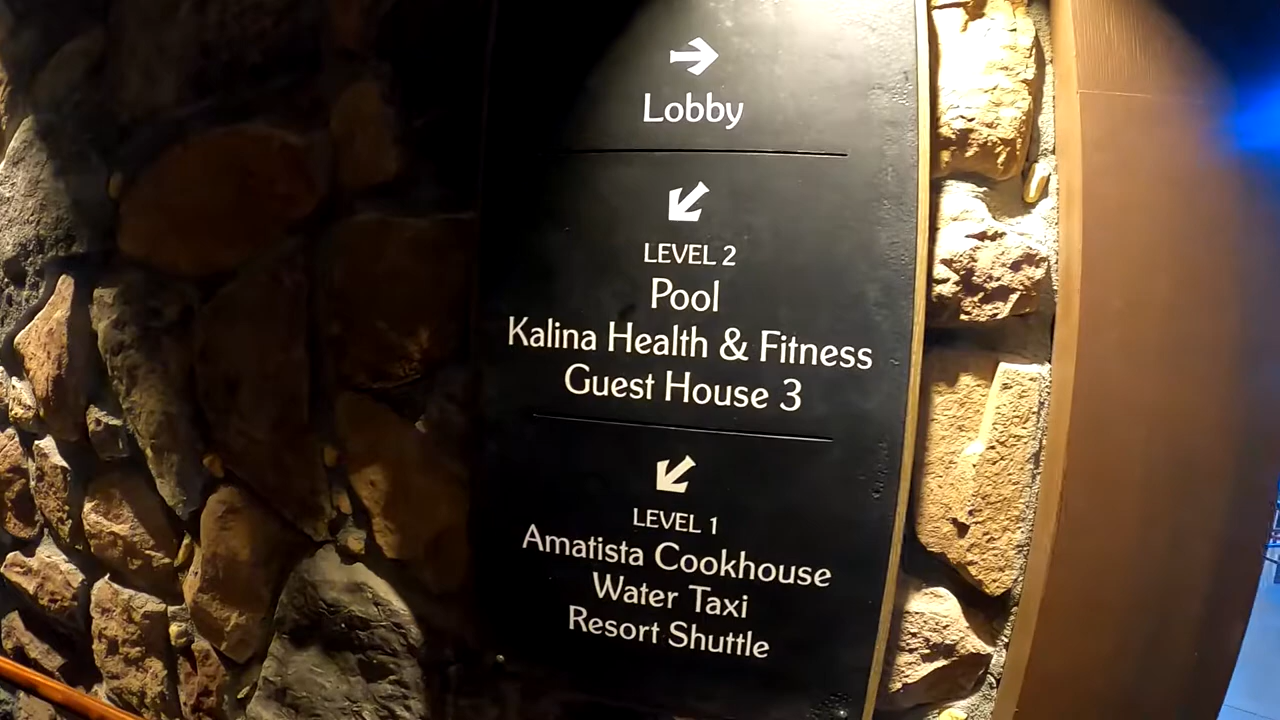 Lobby
LEVEL 2
Pool
Kalina Health & Fitness
Guest House 3
LEVEL 1
Amatista Cookhouse
Water Taxi
Resort Shuttle